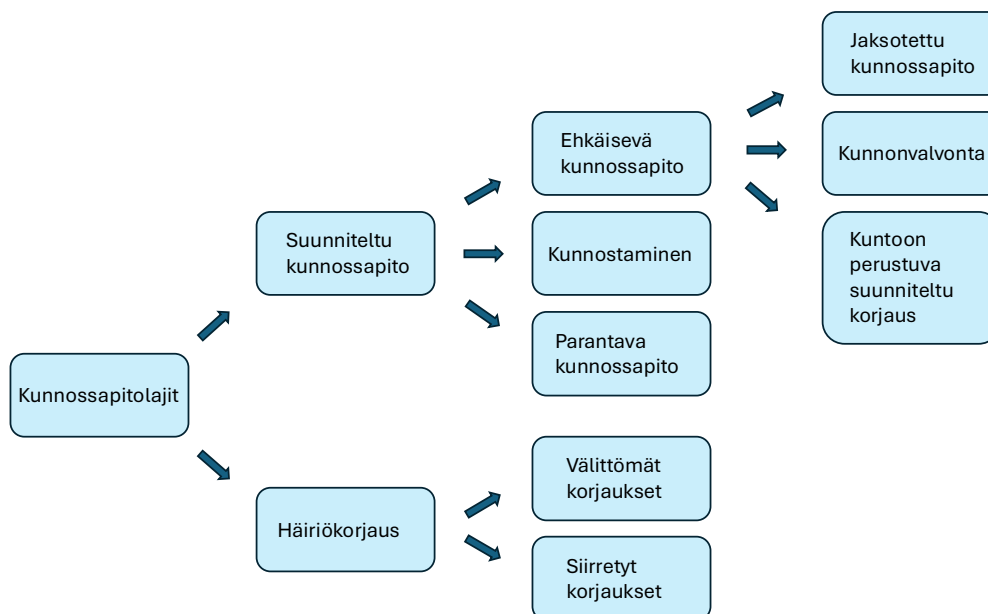 Jaksotettu
kunnossapito
Ehkäisevä
kunnossapito
Kunnonvalvonta
Suunniteltu
kunnossapito
Kunnostaminen
Kuntoon
perustuva
suunniteltu
korjaus
Parantava
kunnossapito
Kunnossapitolajit
Välittömät
korjaukset
Häiriökorjaus
Siirretyt
korjaukset